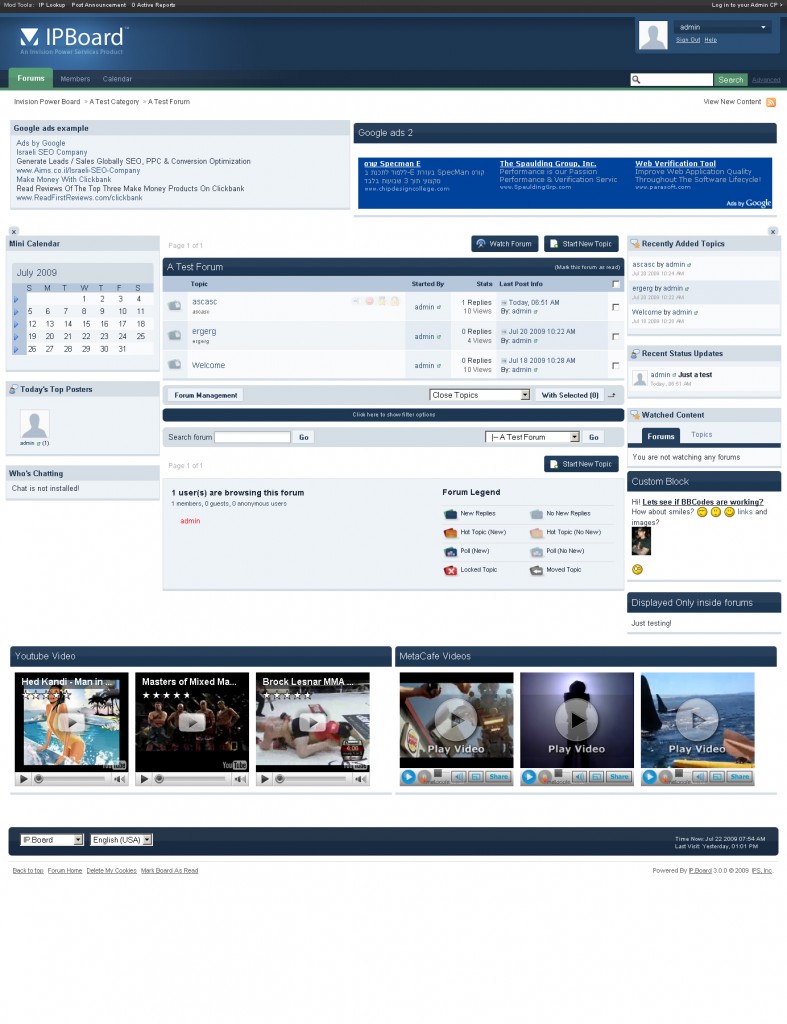 Mod Tools: IP Lookup Post Announcement 0 Active Reports
Log in to your Admin CP >
IPBoard
An Invision Power Services Product
admin
Sign Out Help
Forums Members Calendar
Search Advanced
Invision Power Board > A Test Category > A Test Forum
View New Content
Google ads example
Ads by Google
Israeli SEO Company
Generate Leads / Sales Globally SEO, PPC & Conversion Optimization
www.Aims.co.il/Israeli-SEO-Company
Make Money With Clickbank
Read Reviews Of The Top Three Make Money Products On Clickbank
www.ReadFirstReviews.com/clickbank
Google ads 2
קורס Specman E
קורס SpecMan בשפת E-ללמוד לתכנות ב
מקצועי תוך 3 שבועות בלבד
www.chipdesigncollege.com
The Spaulding Group, Inc.
Performance is our Passion
Performance & Verification Servic
www.SpauldingGrp.com
Web Verification Tool
Improve Web Application Quality
Throughout The Software Lifecycle!
www.parasoft.com
Ads by Google
x
x
Mini Calendar
July 2009
S M T W T F S
1 2 3 4
5 6 7 8 9 10 11
12 13 14 15 16 17 18
19 20 21 22 23 24 25
26 27 28 29 30 31
Today's Top Posters
admin (1)
Who's Chatting
Chat is not installed!
Page 1 of 1
Watch Forum Start New Topic
A Test Forum
(Mark this forum as read)
Topic Started By Stats Last Post Info
ascasc admin 1 Replies Today, 06:51 AM
ascasx 10 Views By: admin
ergerg admin 0 Replies Jul 20 2009 10:22 AM
ergerg 4 Views By: admin
Welcome admin 0 Replies Jul 18 2009 10:28 AM
10 Views By: admin
Forum Management Close Topics With Selected (0)
Click here to show filter options
Search forum Go |-- A Test Forum Go
Page 1 of 1
Start New Topic
1 user(s) are browsing this forum
1 members, 0 guests, 0 anonymous users
admin
Forum Legend
New Replies No New Replies
Hot Topic (New) Hot Topic (No New)
Poll (New) Poll (No New)
Locked Topic Moved Topic
Recently Added Topics
ascasc by admin
Jul 20 2009 10:34 AM
ergerg by admin
Jul 20 2009 10:22 AM
Welcome by admin
Jul 18 2009 10:28 AM
Recent Status Updates
admin Just a test
Today, 06:51 AM
Watched Content
Forums Topics
You are not watching any forums
Custom Block
Hi! Lets see if BBCodes are working?
How about smiles? links and
images?
Displayed Only inside forums
Just testing!
Youtube Video
Hed Kandi - Man in ...
Masters of Mixed Ma...
Brock Lesnar MMA ...
YouTube
YouTube
YouTube
MetaCafe Videos
Play Video
Play Video
Play Video
Share
Share
Share
IP.Board English (USA)
Time Now: Jul 22 2009 07:54 AM
Last Visit: Yesterday, 01:01 PM
Back to top Forum Home Delete My Cookies Mark Board As Read
Powered By IP.Board 3.0.0 © 2009 IPS, Inc.